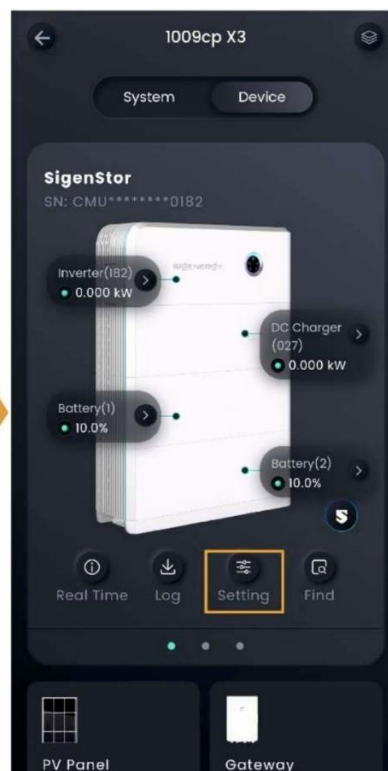 1009cp X3
System Device
SigenStor
SN: CMU********0182
SIGENERGY
Inverter(182)
0.000 kW
DC Charger
(027)
0.000 kW
Battery(1)
10.0%
Battery(2)
10.0%
S
Real Time Log Setting Find
PV Panel Gateway